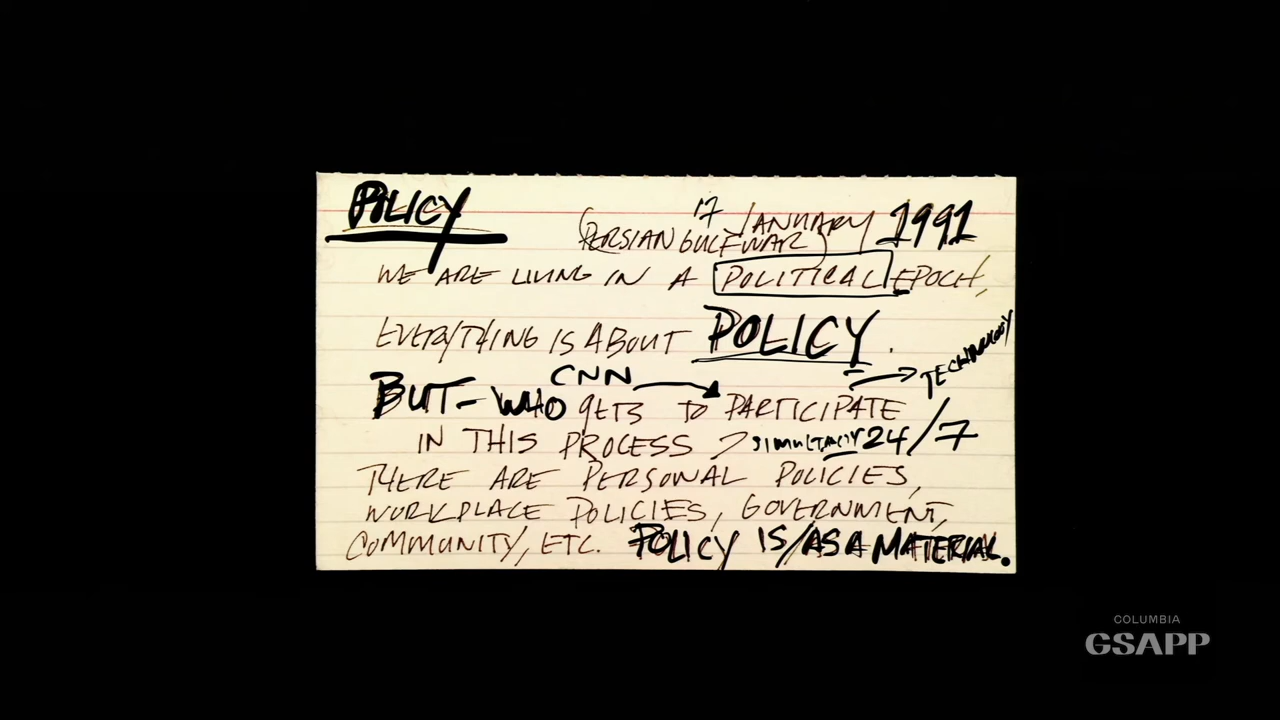 POLICY
17 JANUARY 1991
(PERSIAN GULF WAR)
WE ARE LIVING IN A POLITICAL EPOCH,
EVERYTHING IS ABOUT POLICY.
TECHNOLOGY
CNN
BUT- WHO GETS TO PARTICIPATE
IN THIS PROCESS? 24/7
THERE ARE PERSONAL POLICIES,
WORKPLACE POLICIES, GOVERNMENT,
COMMUNITY, ETC. POLICY IS/AS A MATERIAL.
COLUMBIA
GSAPP